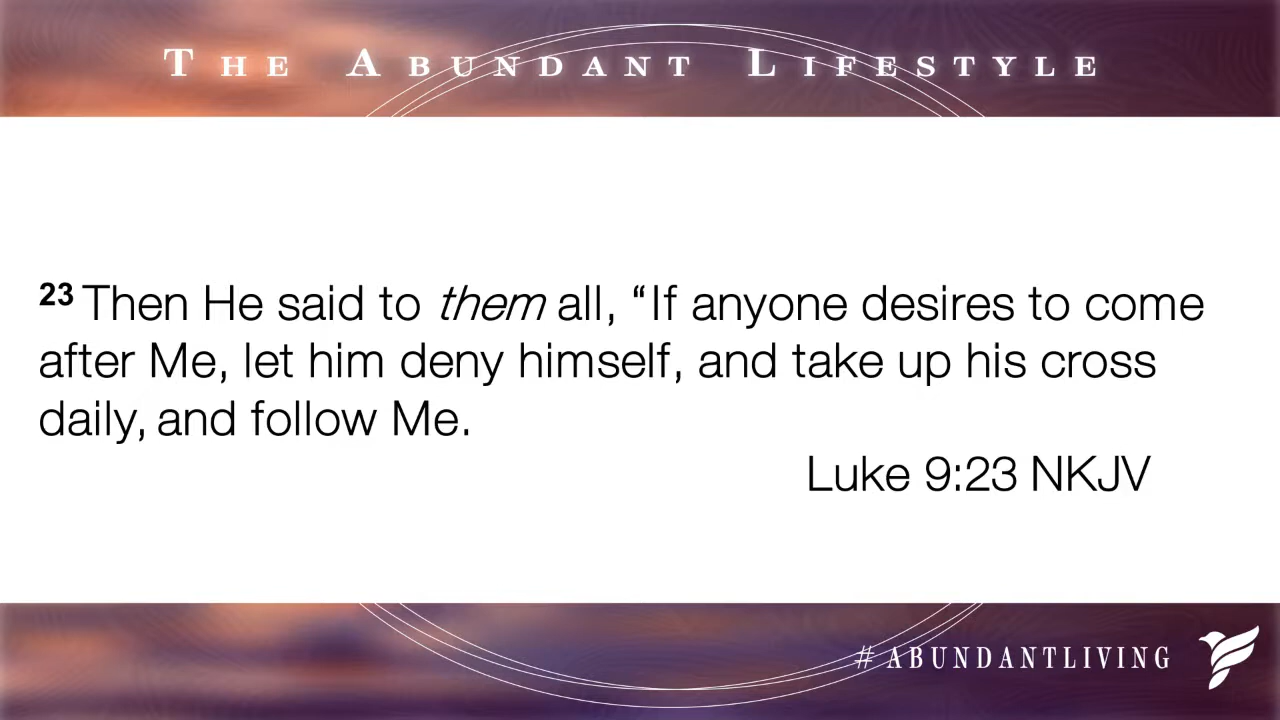 The Abundant Lifestyle
23 Then He said to them all, “If anyone desires to come
after Me, let him deny himself, and take up his cross
daily, and follow Me.
Luke 9:23 NKJV
#ABUNDANTLIVING